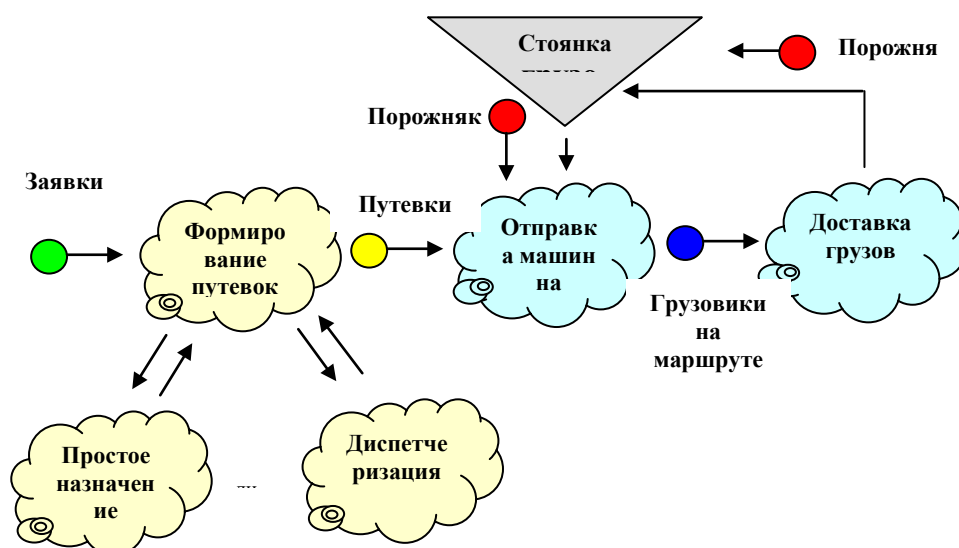 Стоянка
Порожня
Порожняк
Заявки
Путевки
Формиро
вание
путевок
Отправк
а машин
на
Доставка
грузов
Грузовики
на
маршруте
Простое
назначен
ие
Диспетче
ризация